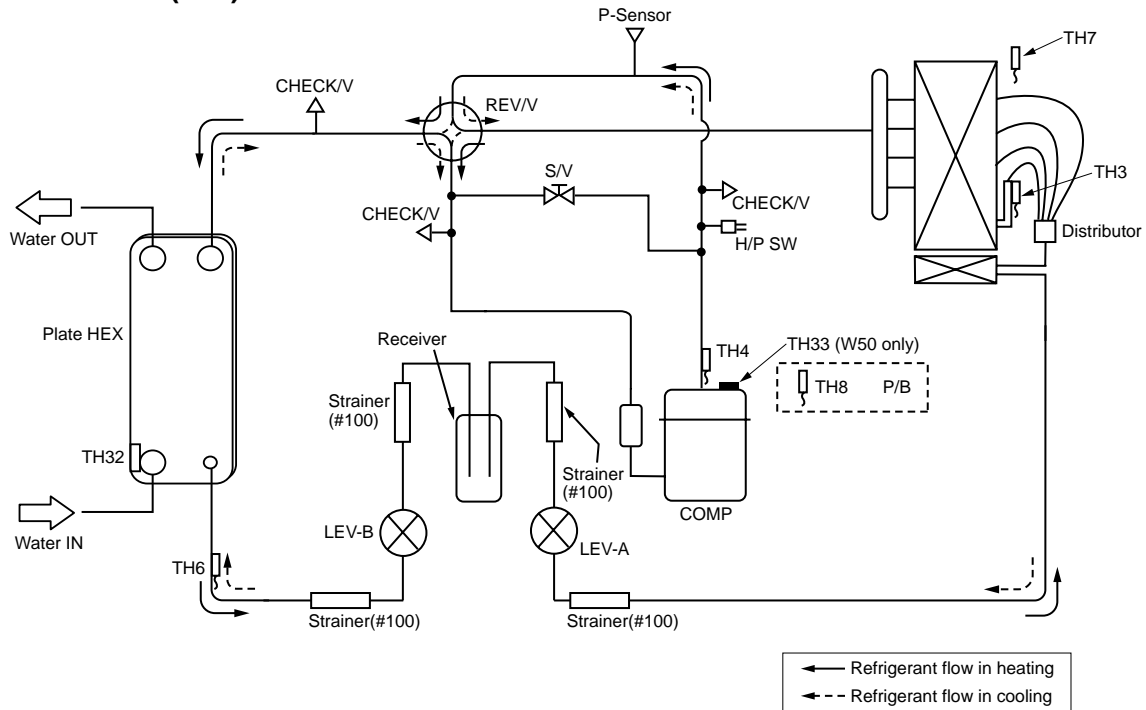 P-Sensor
TH7
CHECK/V
REV/V
TH3
S/V
CHECK/V
CHECK/V
Water OUT
H/P SW
Distributor
Plate HEX
Receiver
TH4
TH33 (W50 only)
TH8 P/B
Strainer
(#100)
TH32
Strainer
(#100)
COMP
LEV-B
LEV-A
Water IN
TH6
Strainer(#100)
Strainer(#100)
Refrigerant flow in heating
Refrigerant flow in cooling